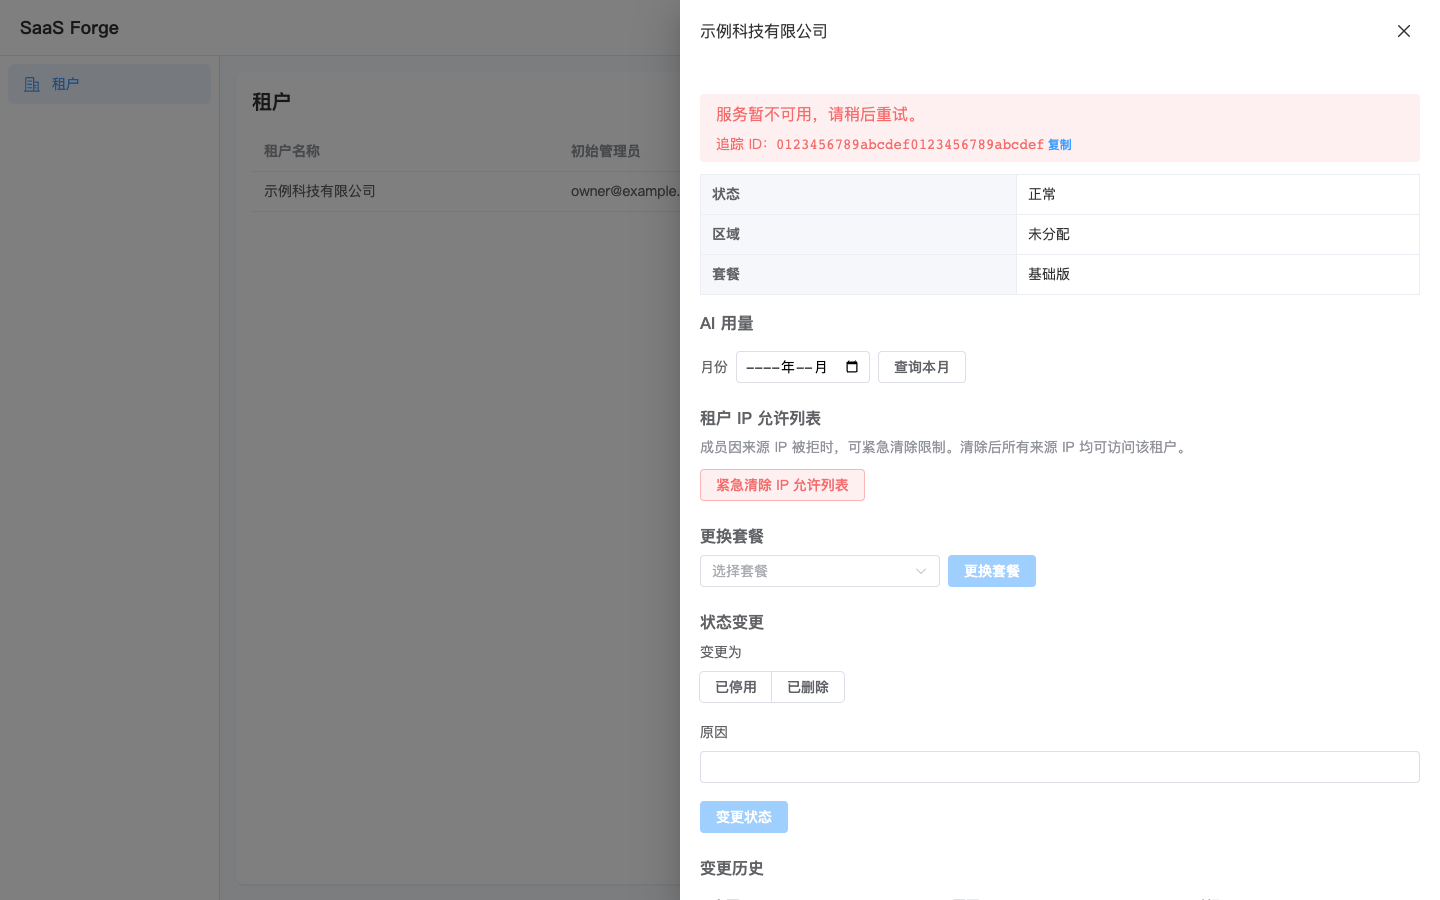 SaaS Forge
租户
租户
租户名称 初始管理员
示例科技有限公司 owner@example.
示例科技有限公司
服务暂不可用，请稍后重试。
追踪 ID：0123456789abcdef0123456789abcdef 复制
状态 正常
区域 未分配
套餐 基础版
AI 用量
月份 ----年--月 查询本月
租户 IP 允许列表
成员因来源 IP 被拒时，可紧急清除限制。清除后所有来源 IP 均可访问该租户。
紧急清除 IP 允许列表
更换套餐
选择套餐 更换套餐
状态变更
变更为
已停用 已删除
原因
变更状态
变更历史